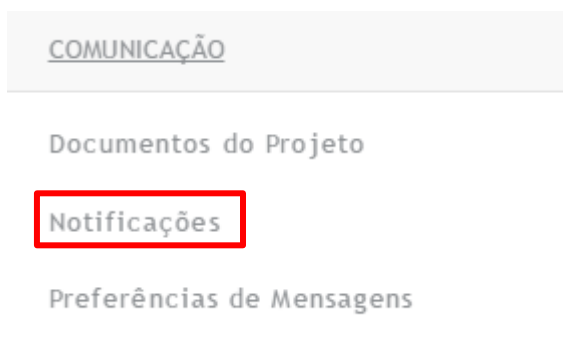 COMUNICAÇÃO
Documentos do Projeto
Notificações
Preferências de Mensagens